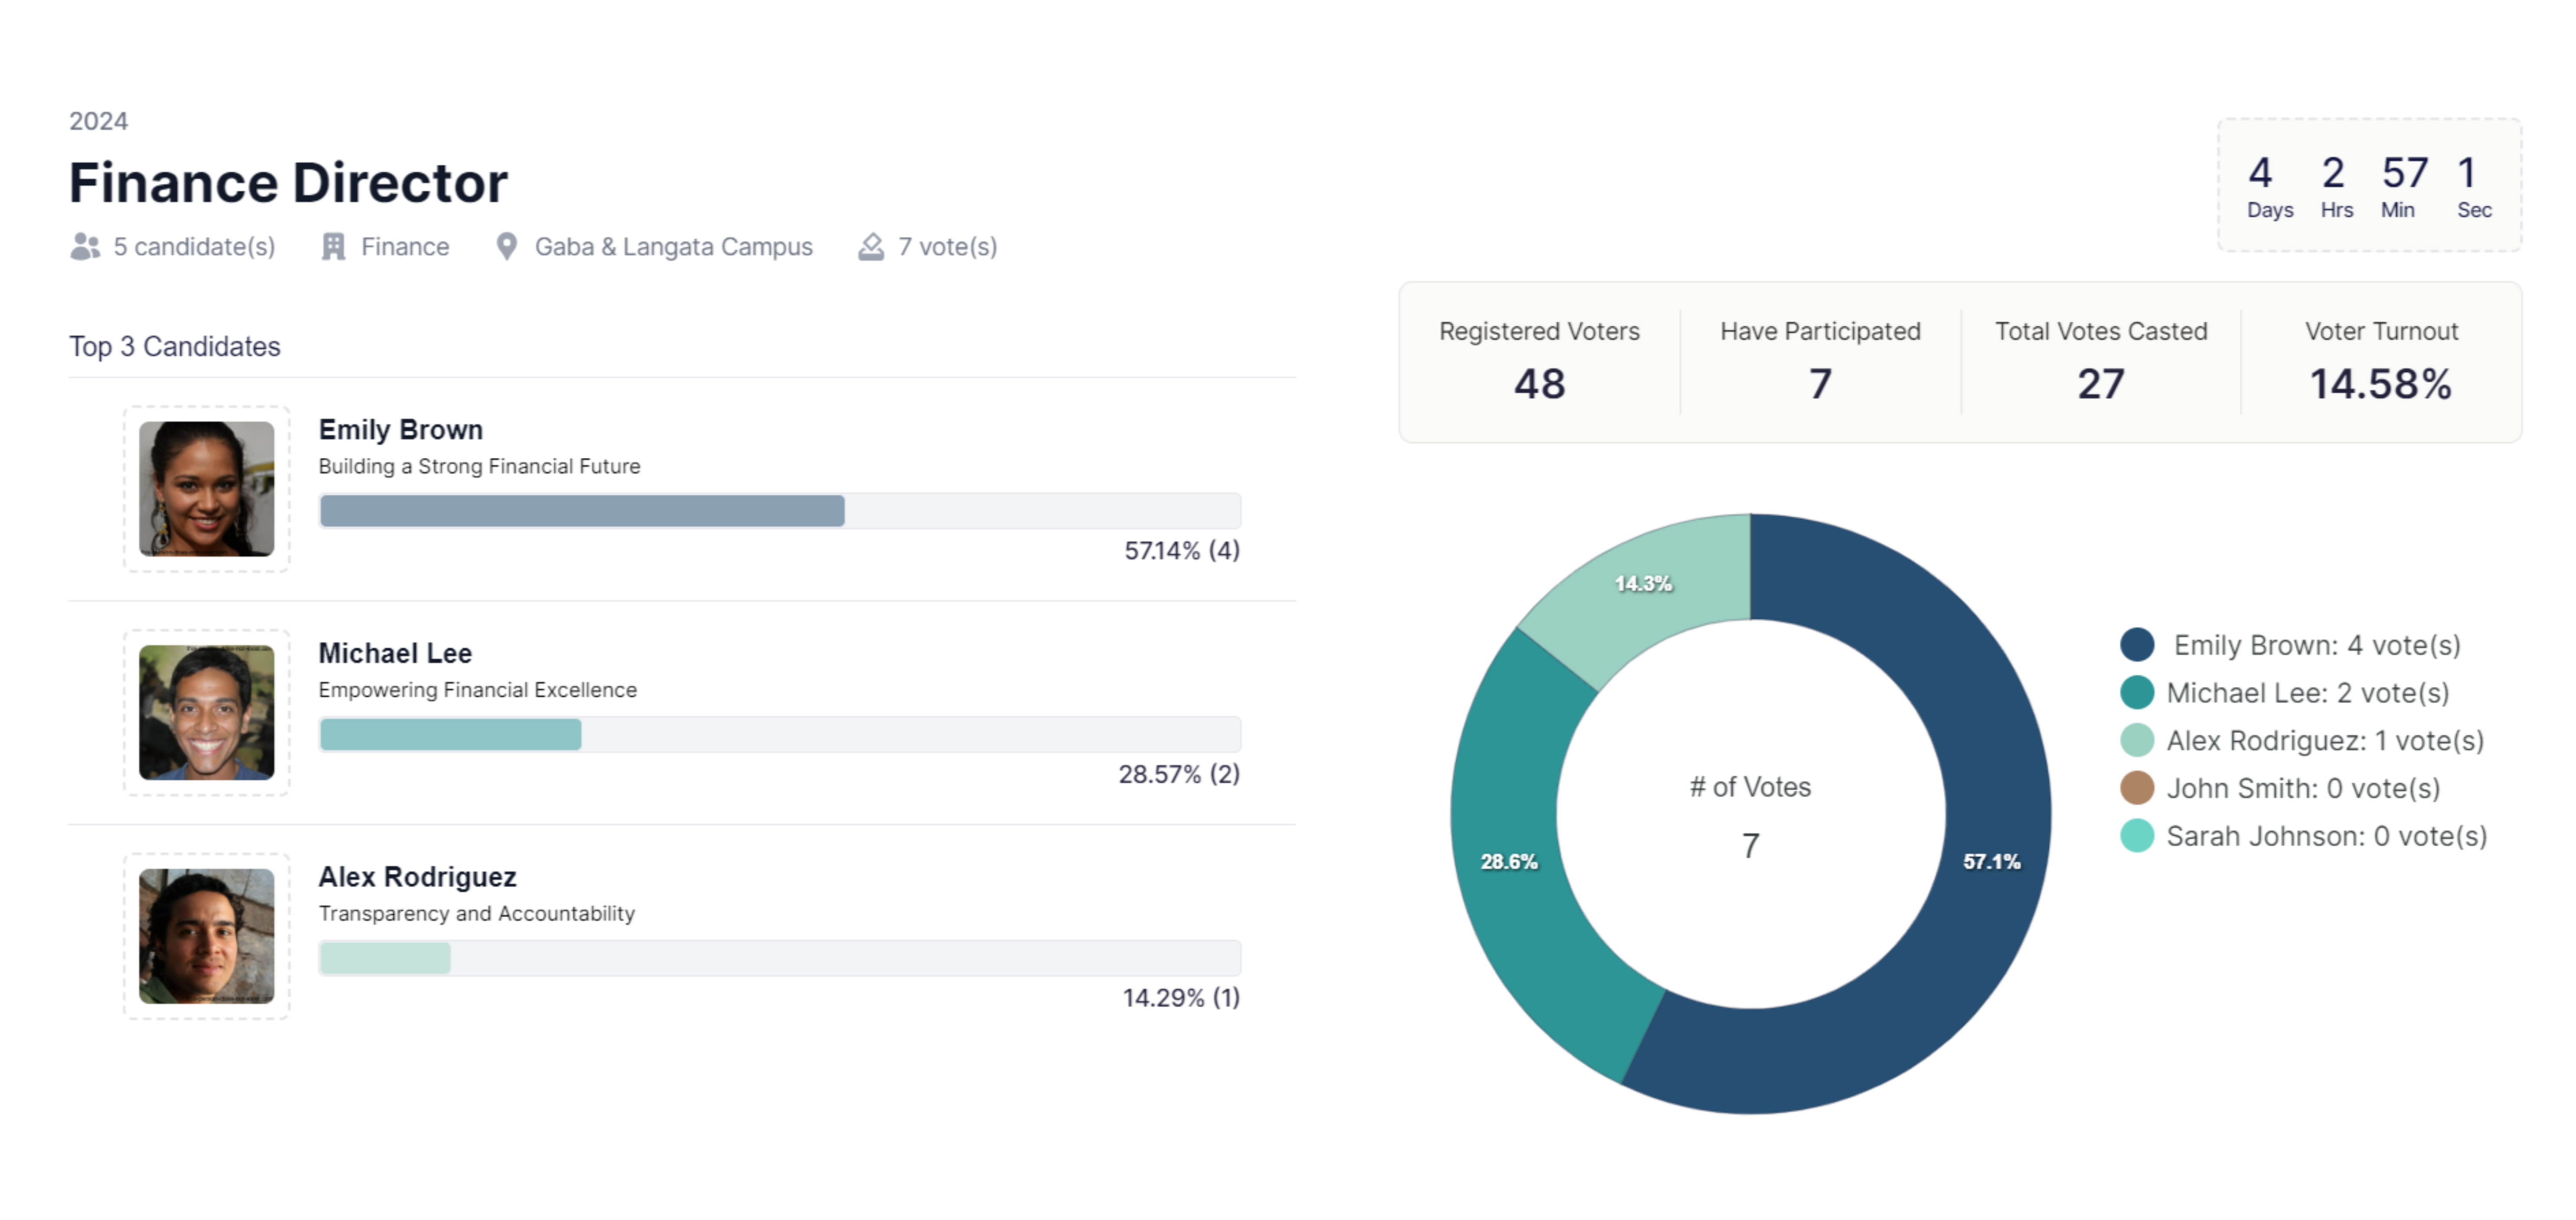 2024
Finance Director
5 candidate(s) Finance Gaba & Langata Campus 7 vote(s)
4 2 57 1
Days Hrs Min Sec
Registered Voters Have Participated Total Votes Casted Voter Turnout
48 7 27 14.58%
Top 3 Candidates
Emily Brown
Building a Strong Financial Future
57.14% (4)
Michael Lee
Empowering Financial Excellence
28.57% (2)
Alex Rodriguez
Transparency and Accountability
14.29% (1)
14.3%
28.6%
57.1%
# of Votes
7
Emily Brown: 4 vote(s)
Michael Lee: 2 vote(s)
Alex Rodriguez: 1 vote(s)
John Smith: 0 vote(s)
Sarah Johnson: 0 vote(s)